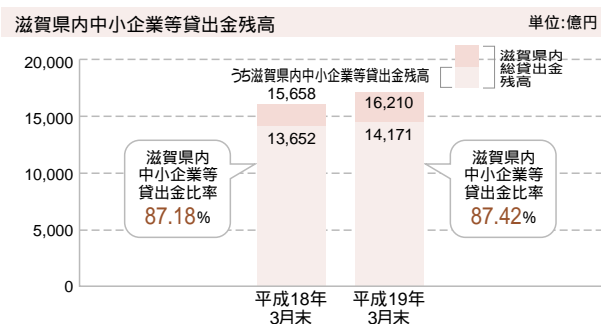 滋賀県内中小企業等貸出金残高
単位:億円
うち滋賀県内中小企業等貸出金残高
滋賀県内
総貸出金
残高
20,000
15,000
10,000
5,000
0
15,658
13,652
16,210
14,171
滋賀県内
中小企業等
貸出金比率
87.18%
滋賀県内
中小企業等
貸出金比率
87.42%
平成18年
3月末
平成19年
3月末